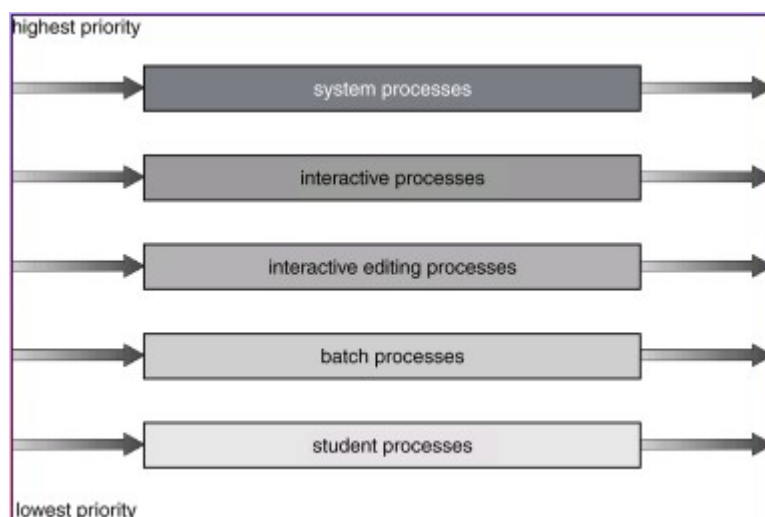 highest priority
system processes
interactive processes
interactive editing processes
batch processes
student processes
lowest priority